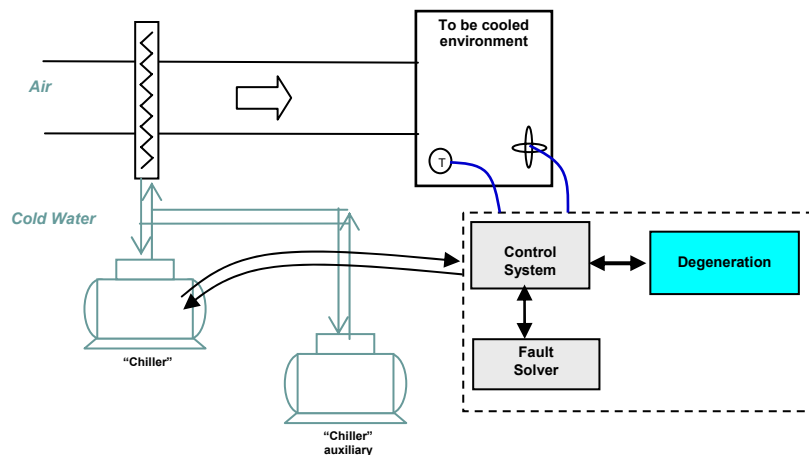 To be cooled
environment
Air
T
Cold Water
Control
System
Degeneration
Fault
Solver
“Chiller”
“Chiller”
auxiliary